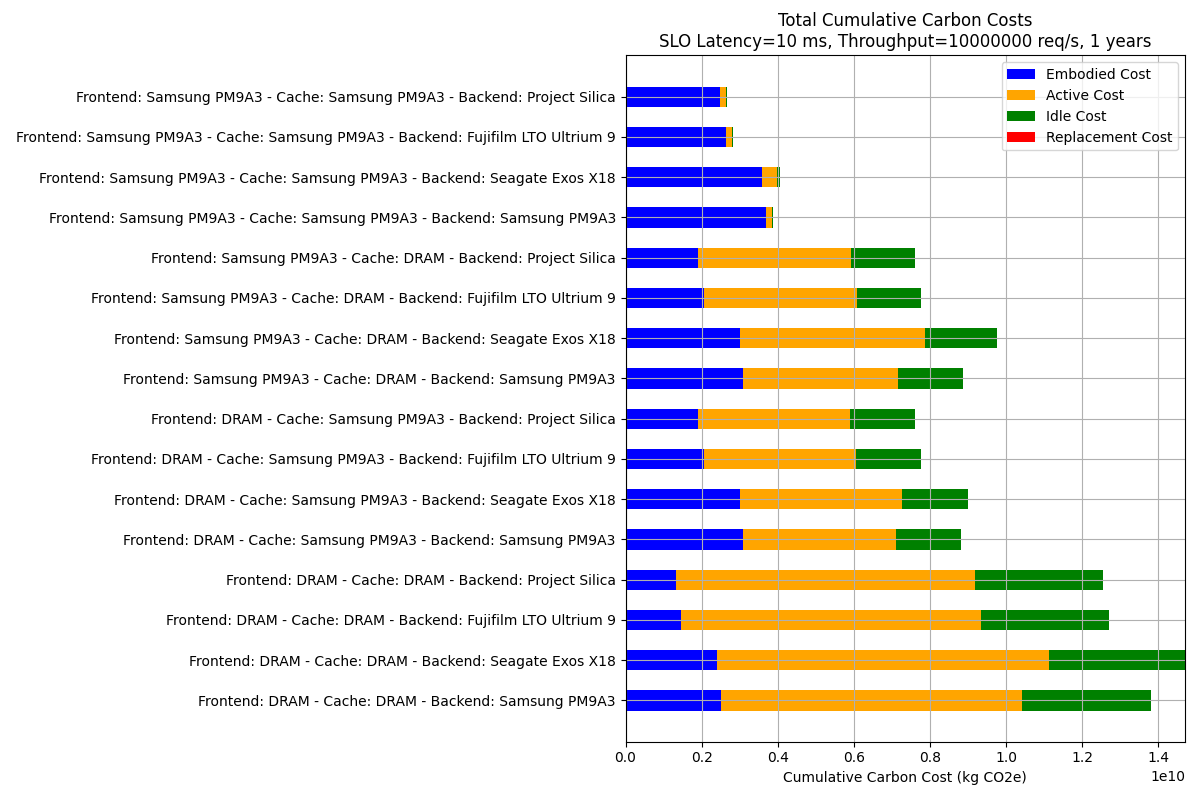 Total Cumulative Carbon Costs
SLO Latency=10 ms, Throughput=10000000 req/s, 1 years
Embodied Cost
Active Cost
Idle Cost
Replacement Cost
Frontend: Samsung PM9A3 - Cache: Samsung PM9A3 - Backend: Project Silica
Frontend: Samsung PM9A3 - Cache: Samsung PM9A3 - Backend: Fujifilm LTO Ultrium 9
Frontend: Samsung PM9A3 - Cache: Samsung PM9A3 - Backend: Seagate Exos X18
Frontend: Samsung PM9A3 - Cache: Samsung PM9A3 - Backend: Samsung PM9A3
Frontend: Samsung PM9A3 - Cache: DRAM - Backend: Project Silica
Frontend: Samsung PM9A3 - Cache: DRAM - Backend: Fujifilm LTO Ultrium 9
Frontend: Samsung PM9A3 - Cache: DRAM - Backend: Seagate Exos X18
Frontend: Samsung PM9A3 - Cache: DRAM - Backend: Samsung PM9A3
Frontend: DRAM - Cache: Samsung PM9A3 - Backend: Project Silica
Frontend: DRAM - Cache: Samsung PM9A3 - Backend: Fujifilm LTO Ultrium 9
Frontend: DRAM - Cache: Samsung PM9A3 - Backend: Seagate Exos X18
Frontend: DRAM - Cache: Samsung PM9A3 - Backend: Samsung PM9A3
Frontend: DRAM - Cache: DRAM - Backend: Project Silica
Frontend: DRAM - Cache: DRAM - Backend: Fujifilm LTO Ultrium 9
Frontend: DRAM - Cache: DRAM - Backend: Seagate Exos X18
Frontend: DRAM - Cache: DRAM - Backend: Samsung PM9A3
0.0 0.2 0.4 0.6 0.8 1.0 1.2 1.4
1e10
Cumulative Carbon Cost (kg CO2e)